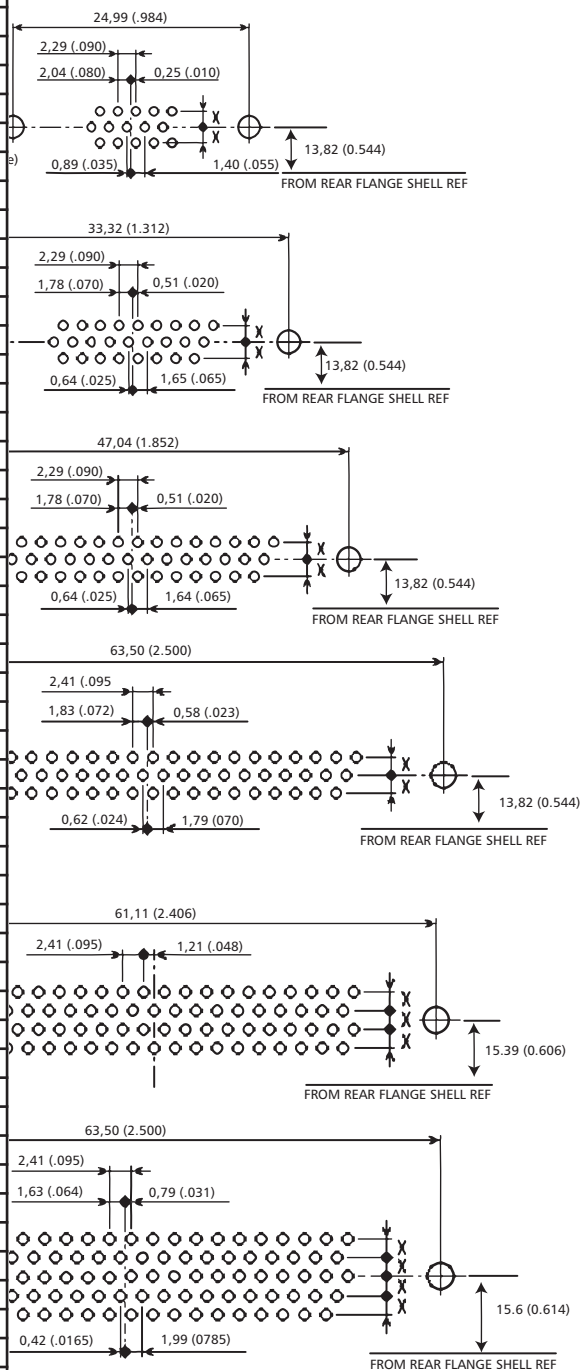 24,99 (.984)
2,29 (.090)
2,04 (.080) 0,25 (.010)
X
X
e)
13,82 (0.544)
0,89 (.035) 1,40 (.055)
FROM REAR FLANGE SHELL REF
33,32 (1.312)
2,29 (.090)
1,78 (.070) 0,51 (.020)
X
X
13,82 (0.544)
0,64 (.025) 1,65 (.065)
FROM REAR FLANGE SHELL REF
47,04 (1.852)
2,29 (.090)
1,78 (.070) 0,51 (.020)
X
X
13,82 (0.544)
0,64 (.025) 1,64 (.065)
FROM REAR FLANGE SHELL REF
63,50 (2.500)
2,41 (.095
1,83 (.072) 0,58 (.023)
X
X
13,82 (0.544)
0,62 (.024) 1,79 (070)
FROM REAR FLANGE SHELL REF
61,11 (2.406)
2,41 (.095) 1,21 (.048)
X
X
X
15.39 (0.606)
FROM REAR FLANGE SHELL REF
63,50 (2.500)
2,41 (.095)
1,63 (.064) 0,79 (.031)
X
X
X
X
15.6 (0.614)
0,42 (.0165) 1,99 (0785)
FROM REAR FLANGE SHELL REF